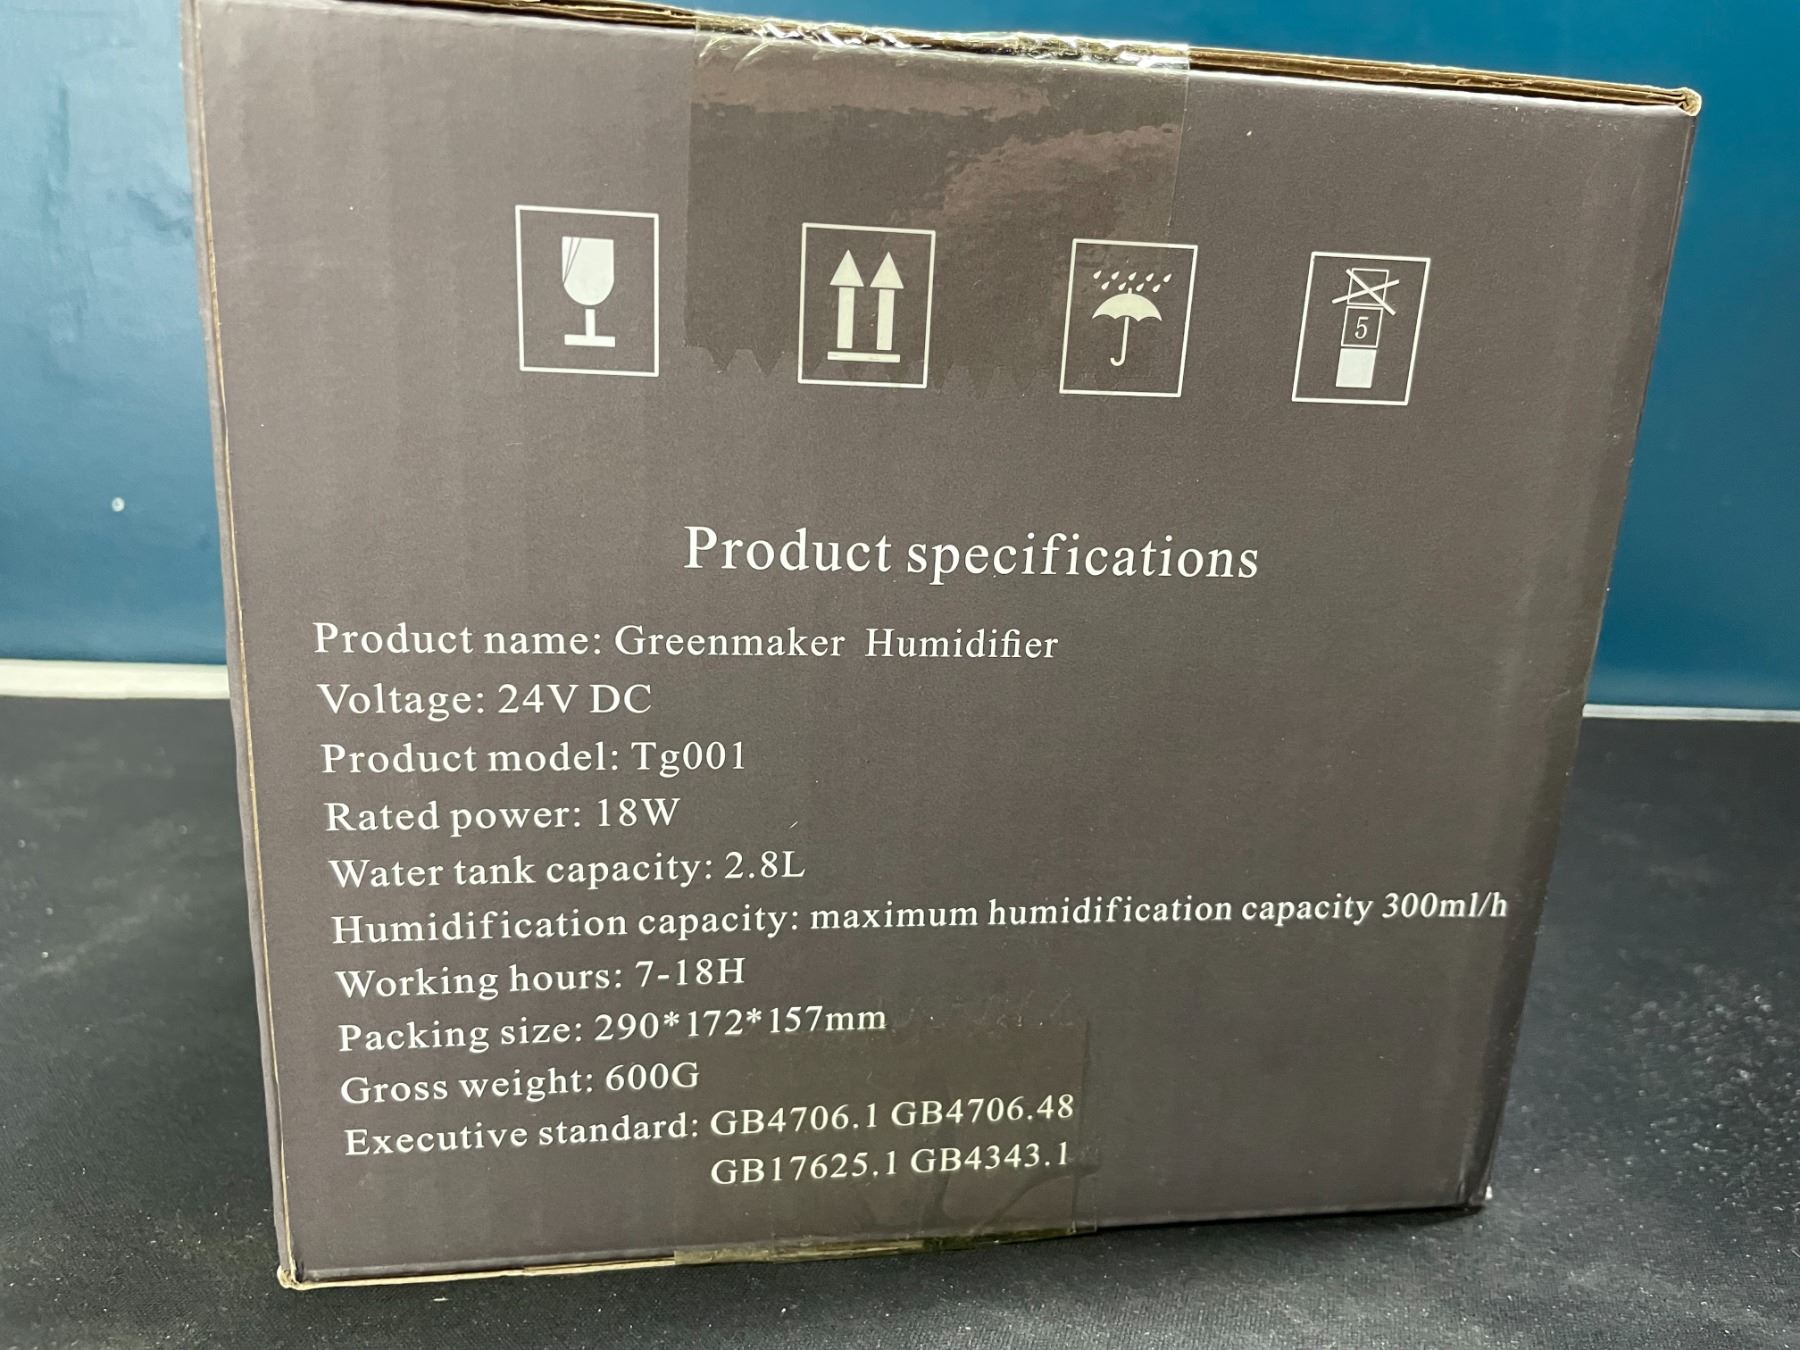 5
Product specifications
Product name: Greenmaker Humidifier
Voltage: 24V DC
Product model: Tg001
Rated power: 18W
Water tank capacity: 2.8L
Humidification capacity: maximum humidification capacity 300ml/h
Working hours: 7-18H
Packing size: 290*172*157mm
Gross weight: 600G
Executive standard: GB4706.1 GB4706.48
GB17625.1 GB4343.1